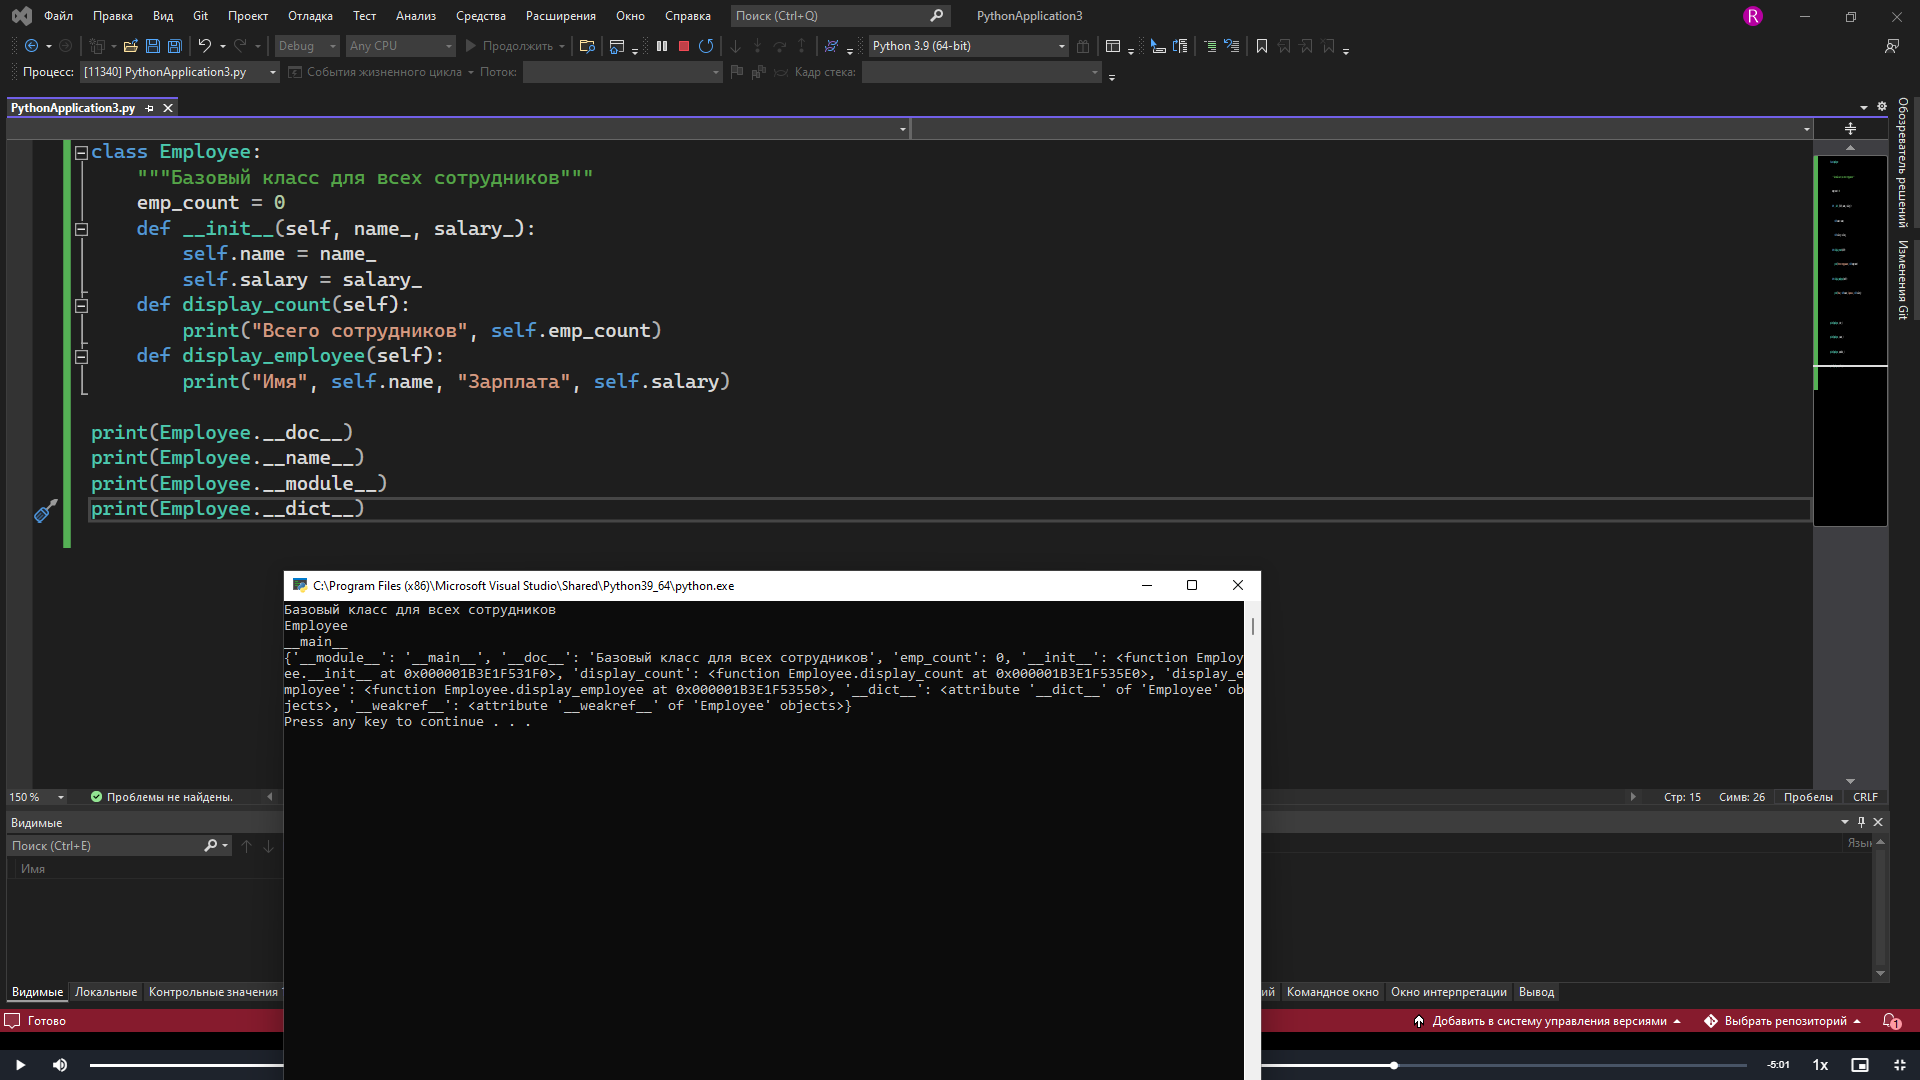 Файл Правка Вид Git Проект Отладка Тест Анализ Средства Расширения Окно Справка Поиск (Ctrl+Q) PythonApplication3 R
Debug Any CPU Продолжить Python 3.9 (64-bit)
Процесс: [11340] PythonApplication3.py События жизненного цикла Поток: Кадр стека:
PythonApplication3.py
class Employee:
"""Базовый класс для всех сотрудников"""
emp_count = 0
def __init__(self, name_, salary_):
self.name = name_
self.salary = salary_
def display_count(self):
print("Всего сотрудников", self.emp_count)
def display_employee(self):
print("Имя", self.name, "Зарплата", self.salary)
print(Employee.__doc__)
print(Employee.__name__)
print(Employee.__module__)
print(Employee.__dict__)
Обозреватель решений
Изменения Git
C:\Program Files (x86)\Microsoft Visual Studio\Shared\Python39_64\python.exe
Базовый класс для всех сотрудников
Employee
__main__
{'__module__': '__main__', '__doc__': 'Базовый класс для всех сотрудников', 'emp_count': 0, '__init__': <function Employ
ee.__init__ at 0x000001B3E1F531F0>, 'display_count': <function Employee.display_count at 0x000001B3E1F535E0>, 'display_e
mployee': <function Employee.display_employee at 0x000001B3E1F53550>, '__dict__': <attribute '__dict__' of 'Employee' ob
jects>, '__weakref__': <attribute '__weakref__' of 'Employee' objects>}
Press any key to continue . . .
150 % Проблемы не найдены. Стр: 15 Симв: 26 Пробелы CRLF
Видимые
Поиск (Ctrl+E)
Имя
Язык
Видимые Локальные Контрольные значения ий Командное окно Окно интерпретации Вывод
Готово Добавить в систему управления версиями Выбрать репозиторий 1
-5:01 1x